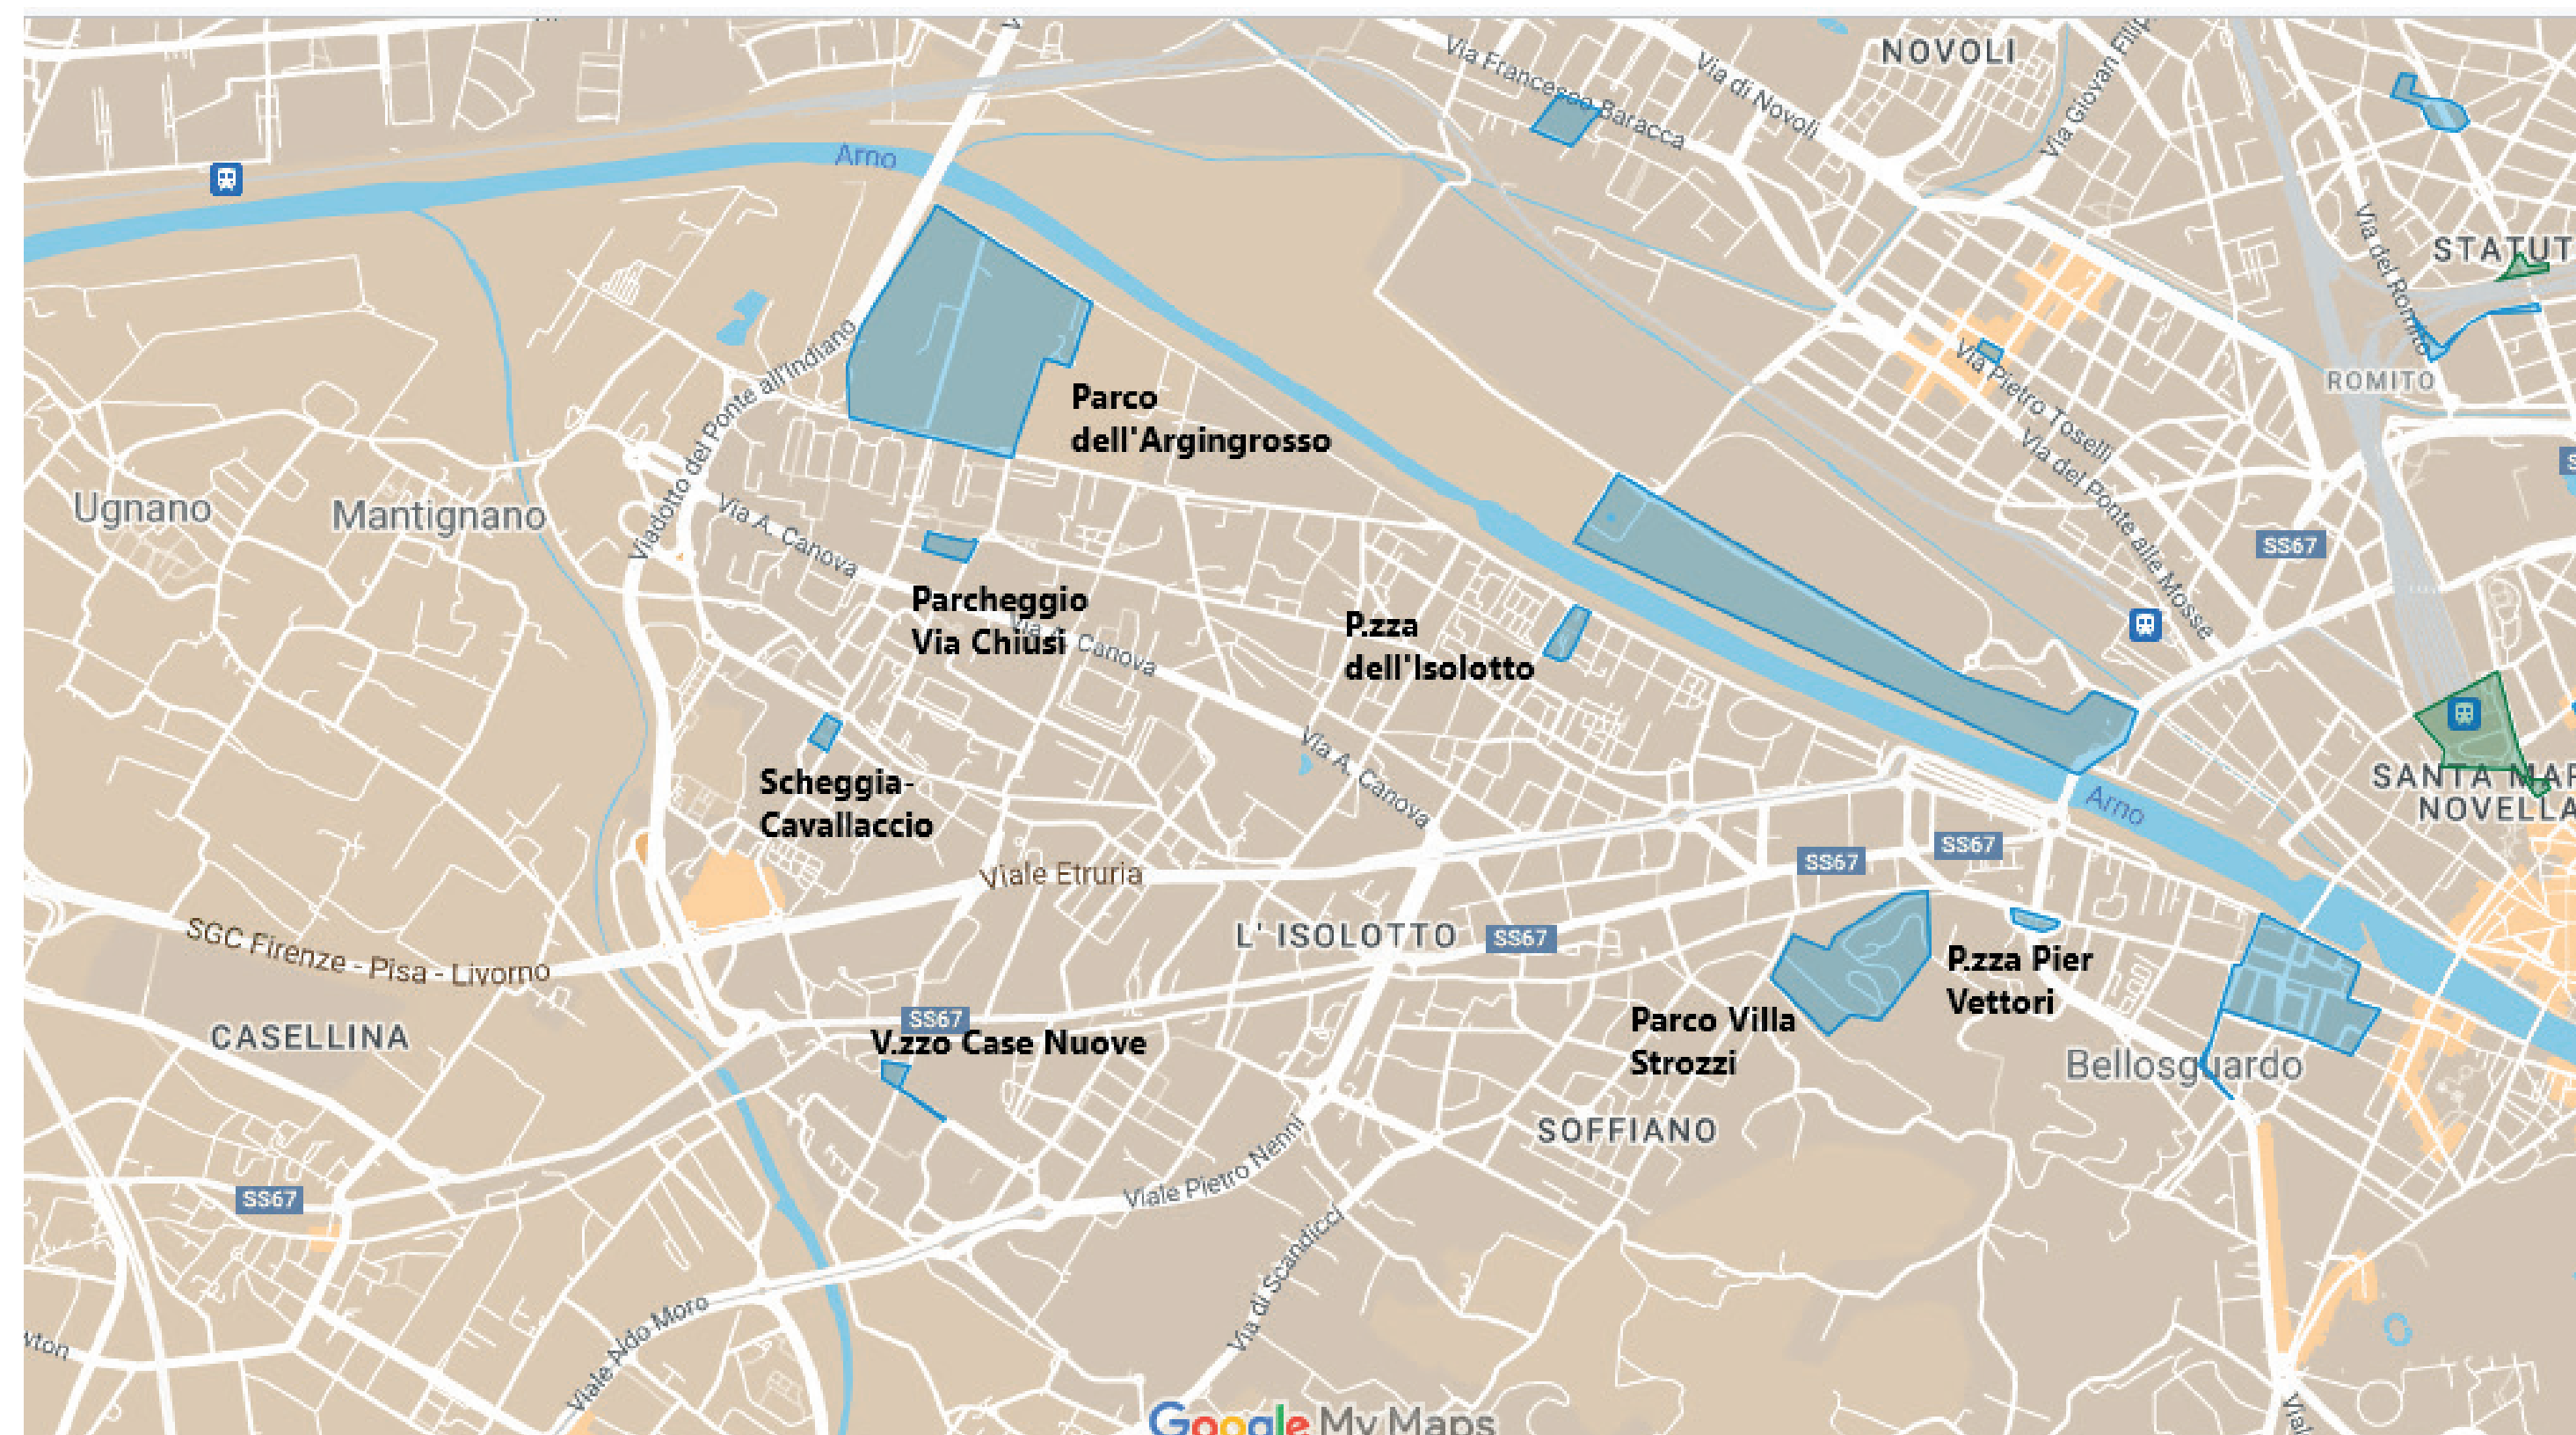 NOVOLI
Via Francesco Baracca
Via di Novoli
Via Giovan Filip
Arno
Via del Romito
STATUT
Viadotto del Ponte all'Indiano
Via Pietro Toselli
ROMITO
Parco
dell'Argingrosso
Via del Ponte alle Mosse
Ugnano
Mantignano
Via A. Canova
SS67
Parcheggio
Via Chiusi
Via A. Canova
P.zza
dell'Isolotto
Via A. Canova
Scheggia-
Cavallaccio
SANTA MAR
NOVELLA
Arno
SS67
SS67
Viale Etruria
SGC Firenze - Pisa - Livorno
L' ISOLOTTO
SS67
P.zza Pier
Vettori
Parco Villa
Strozzi
SS67
V.zzo Case Nuove
CASELLINA
Bellosguardo
SOFFIANO
Viale Pietro Nenni
SS67
Via di Scandicci
Viale Aldo Moro
wton
Vial
Google My Maps